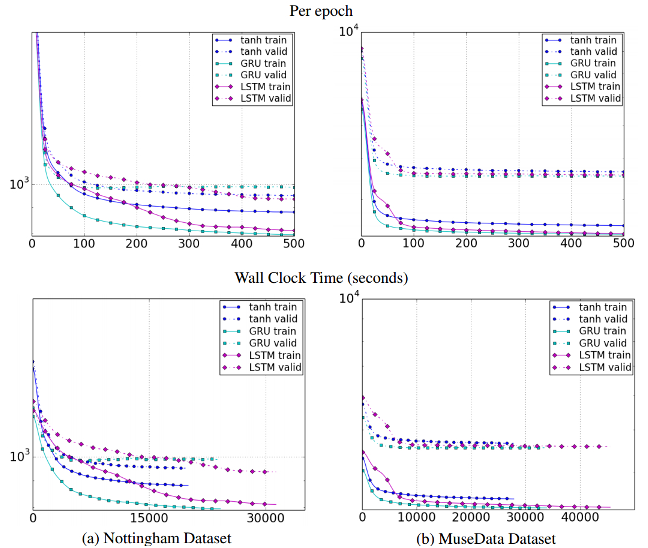 Per epoch
10^4
tanh train
tanh valid
GRU train
GRU valid
LSTM train
LSTM valid
10^3
0 100 200 300 400 500
tanh train
tanh valid
GRU train
GRU valid
LSTM train
LSTM valid
0 100 200 300 400 500
Wall Clock Time (seconds)
10^4
tanh train
tanh valid
GRU train
GRU valid
LSTM train
LSTM valid
10^3
0 15000 30000
tanh train
tanh valid
GRU train
GRU valid
LSTM train
LSTM valid
0 10000 20000 30000 40000
(a) Nottingham Dataset
(b) MuseData Dataset